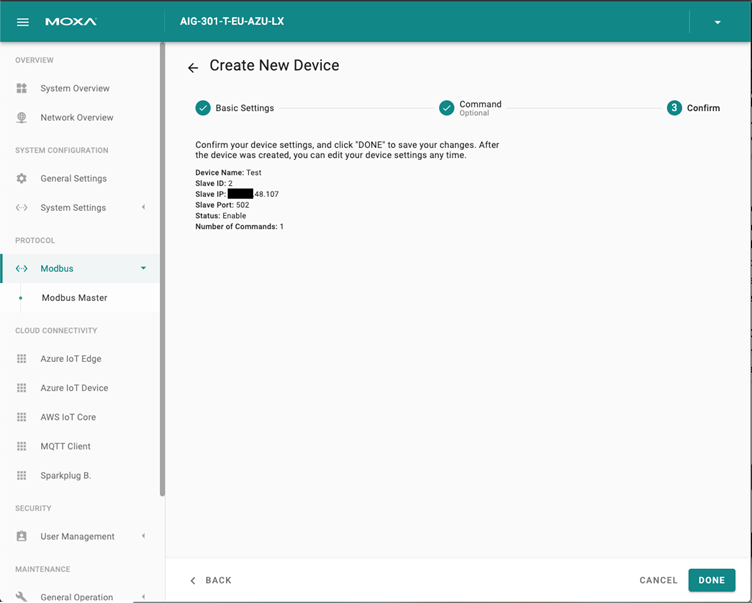 MOXA
AIG-301-T-EU-AZU-LX
OVERVIEW
System Overview
Network Overview
SYSTEM CONFIGURATION
General Settings
System Settings
PROTOCOL
Modbus
Modbus Master
CLOUD CONNECTIVITY
Azure IoT Edge
Azure IoT Device
AWS IoT Core
MQTT Client
Sparkplug B.
SECURITY
User Management
MAINTENANCE
General Operation
Create New Device
Basic Settings
Command
Optional
3 Confirm
Confirm your device settings, and click "DONE" to save your changes. After
the device was created, you can edit your device settings any time.
Device Name: Test
Slave ID: 2
Slave IP: 48.107
Slave Port: 502
Status: Enable
Number of Commands: 1
BACK
CANCEL
DONE